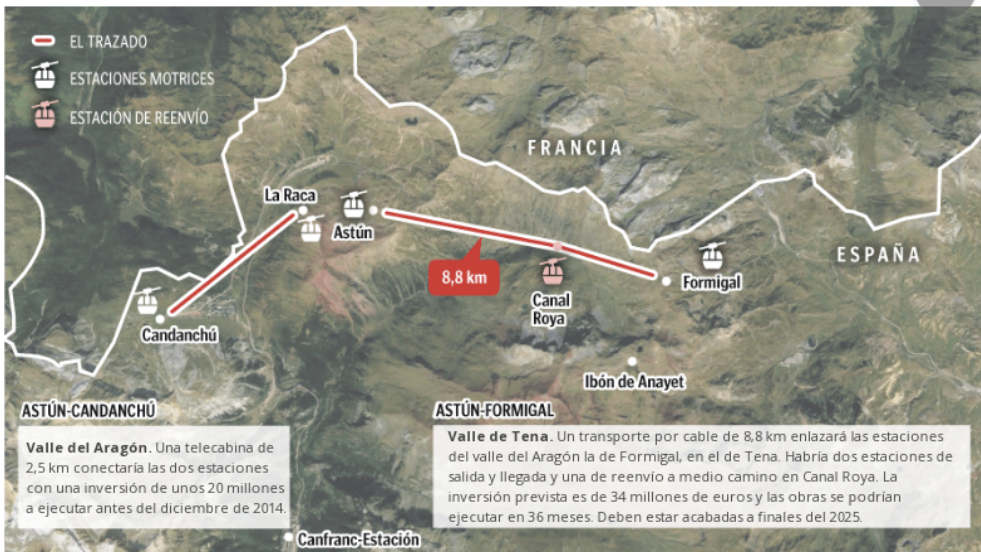 EL TRAZADO
ESTACIONES MOTRICES
ESTACIÓN DE REENVÍO
FRANCIA
La Raca
Astún
ESPAÑA
8,8 km
Formigal
Canal
Roya
Candanchú
Ibón de Anayet
ASTÚN-CANDANCHÚ
Valle del Aragón. Una telecabina de
2,5 km conectaría las dos estaciones
con una inversión de unos 20 millones
a ejecutar antes del diciembre de 2014.
ASTÚN-FORMIGAL
Valle de Tena. Un transporte por cable de 8,8 km enlazará las estaciones
del valle del Aragón la de Formigal, en el de Tena. Habría dos estaciones de
salida y llegada y una de reenvío a medio camino en Canal Roya. La
inversión prevista es de 34 millones de euros y las obras se podrían
ejecutar en 36 meses. Deben estar acabadas a finales del 2025.
Canfranc-Estación